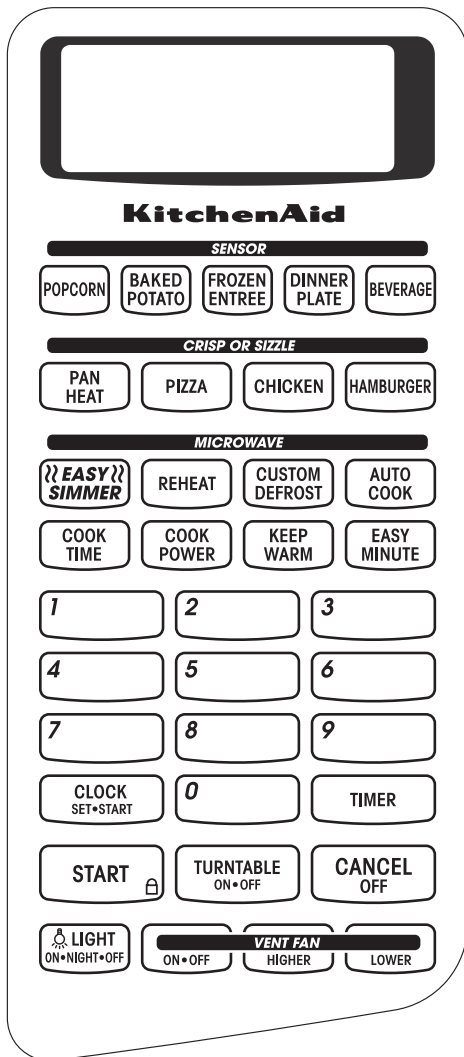 KitchenAid
SENSOR
POPCORN
BAKED
POTATO
FROZEN
ENTREE
DINNER
PLATE
BEVERAGE
CRISP OR SIZZLE
PAN
HEAT
PIZZA
CHICKEN
HAMBURGER
MICROWAVE
EASY
SIMMER
REHEAT
CUSTOM
DEFROST
AUTO
COOK
COOK
TIME
COOK
POWER
KEEP
WARM
EASY
MINUTE
1
2
3
4
5
6
7
8
9
CLOCK
SET•START
0
TIMER
START
TURNTABLE
ON•OFF
CANCEL
OFF
LIGHT
ON•NIGHT•OFF
VENT FAN
ON•OFF
HIGHER
LOWER